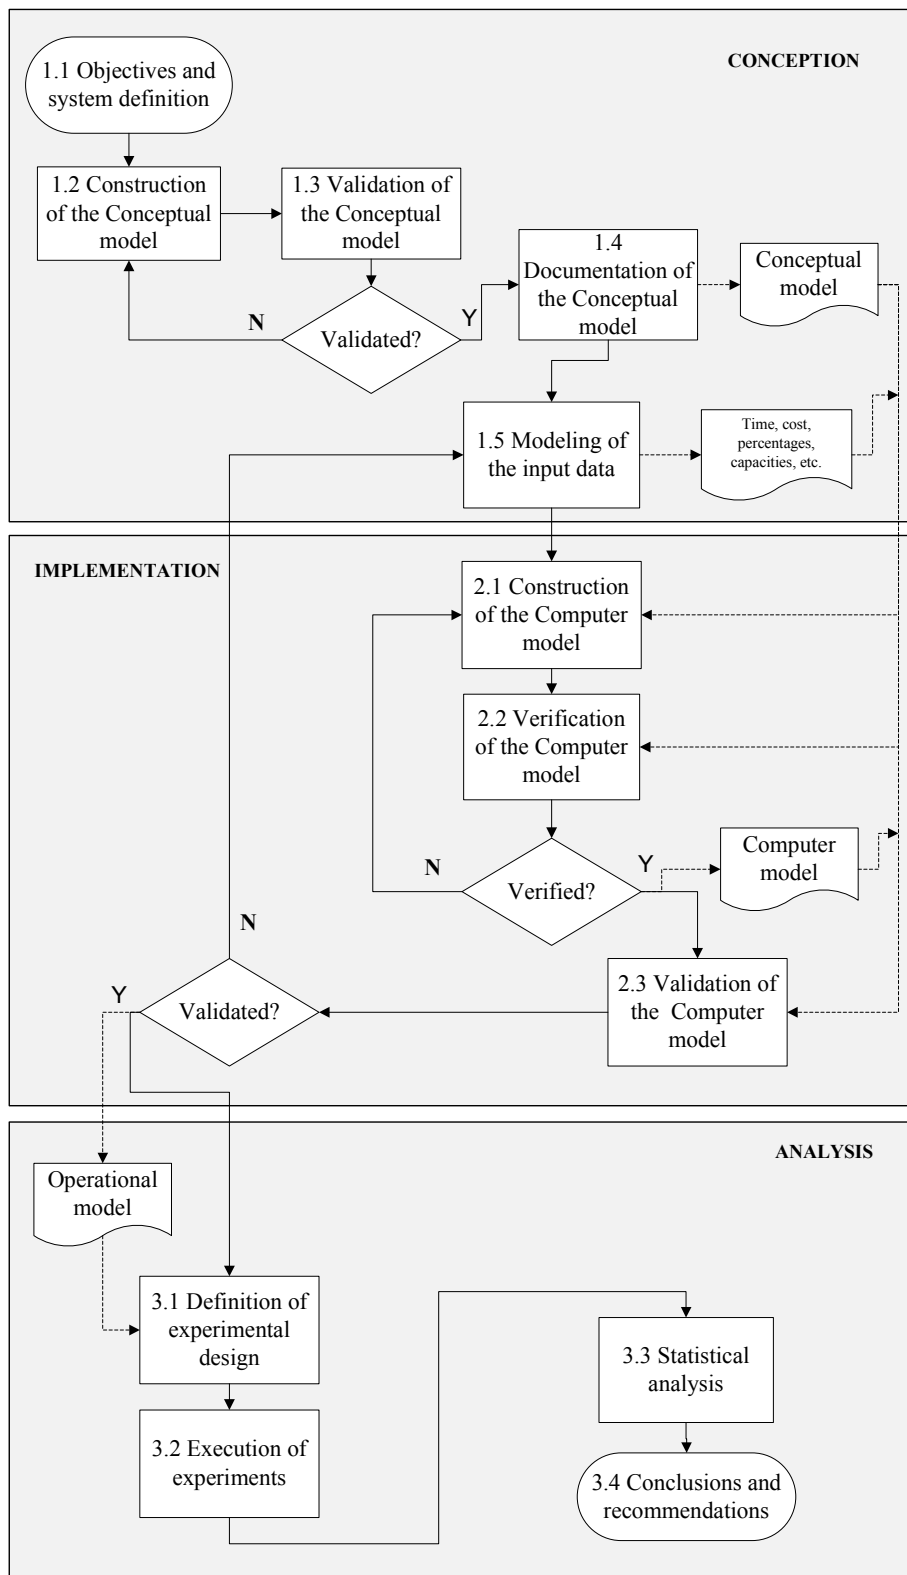 CONCEPTION
1.1 Objectives and
system definition
1.2 Construction
of the Conceptual
model
1.3 Validation of
the Conceptual
model
1.4
Documentation of
the Conceptual
model
Conceptual
model
N
Validated?
Y
1.5 Modeling of
the input data
Time, cost,
percentages,
capacities, etc.
IMPLEMENTATION
2.1 Construction
of the Computer
model
2.2 Verification
of the Computer
model
N
Verified?
Y
Computer
model
N
Y
Validated?
2.3 Validation of
the Computer
model
ANALYSIS
Operational
model
3.1 Definition of
experimental
design
3.2 Execution of
experiments
3.3 Statistical
analysis
3.4 Conclusions and
recommendations